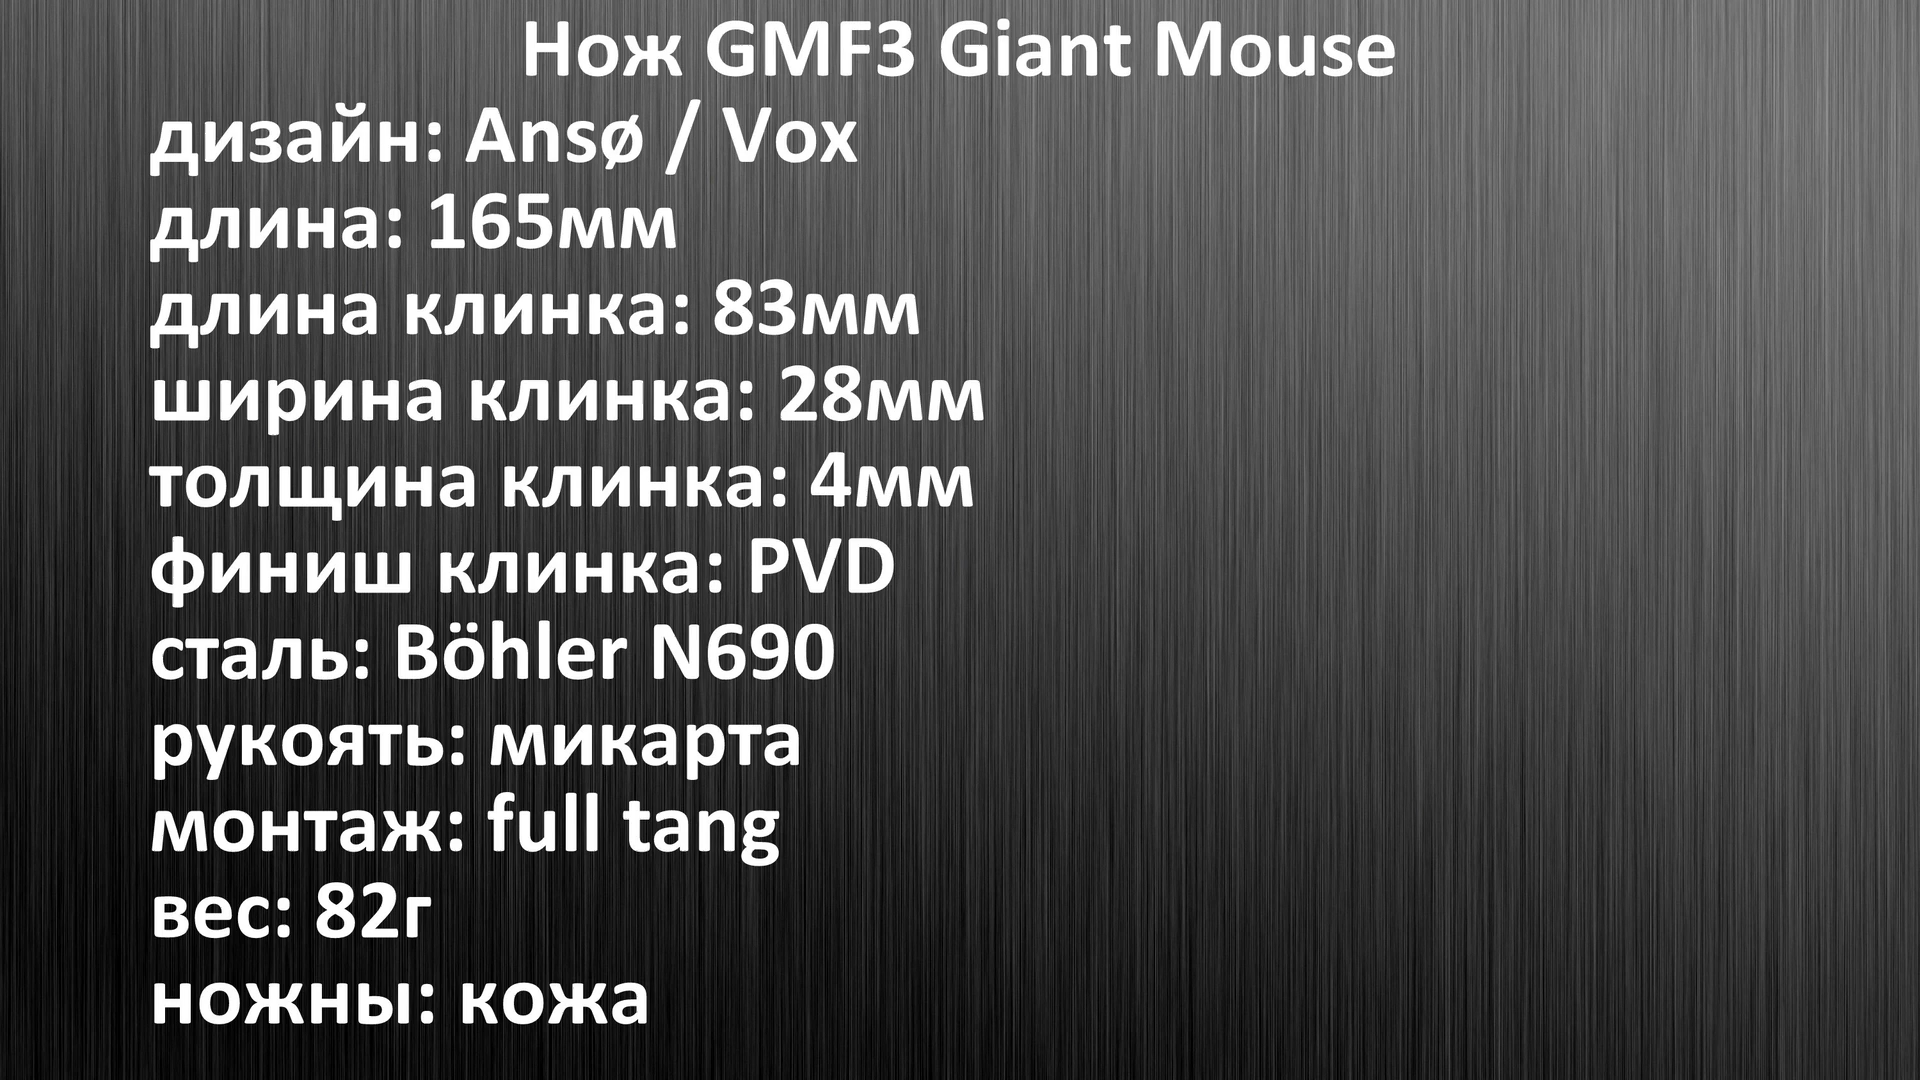 Нож GMF3 Giant Mouse
дизайн: Ansø / Vox
длина: 165мм
длина клинка: 83мм
ширина клинка: 28мм
толщина клинка: 4мм
финиш клинка: PVD
сталь: Böhler N690
рукоять: микарта
монтаж: full tang
вес: 82г
ножны: кожа